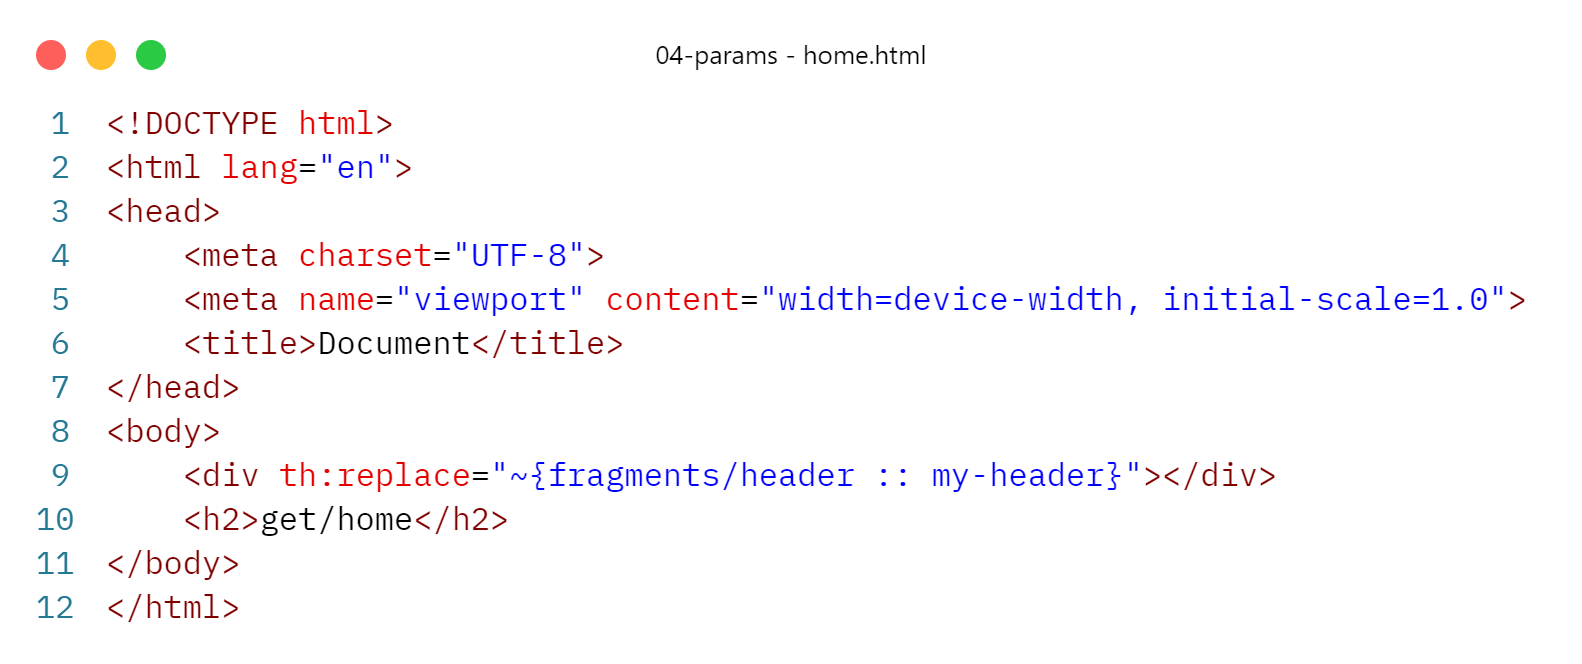 04-params - home.html
1 <!DOCTYPE html>
2 <html lang="en">
3 <head>
4     <meta charset="UTF-8">
5     <meta name="viewport" content="width=device-width, initial-scale=1.0">
6     <title>Document</title>
7 </head>
8 <body>
9     <div th:replace="~{fragments/header :: my-header}"></div>
10     <h2>get/home</h2>
11 </body>
12 </html>